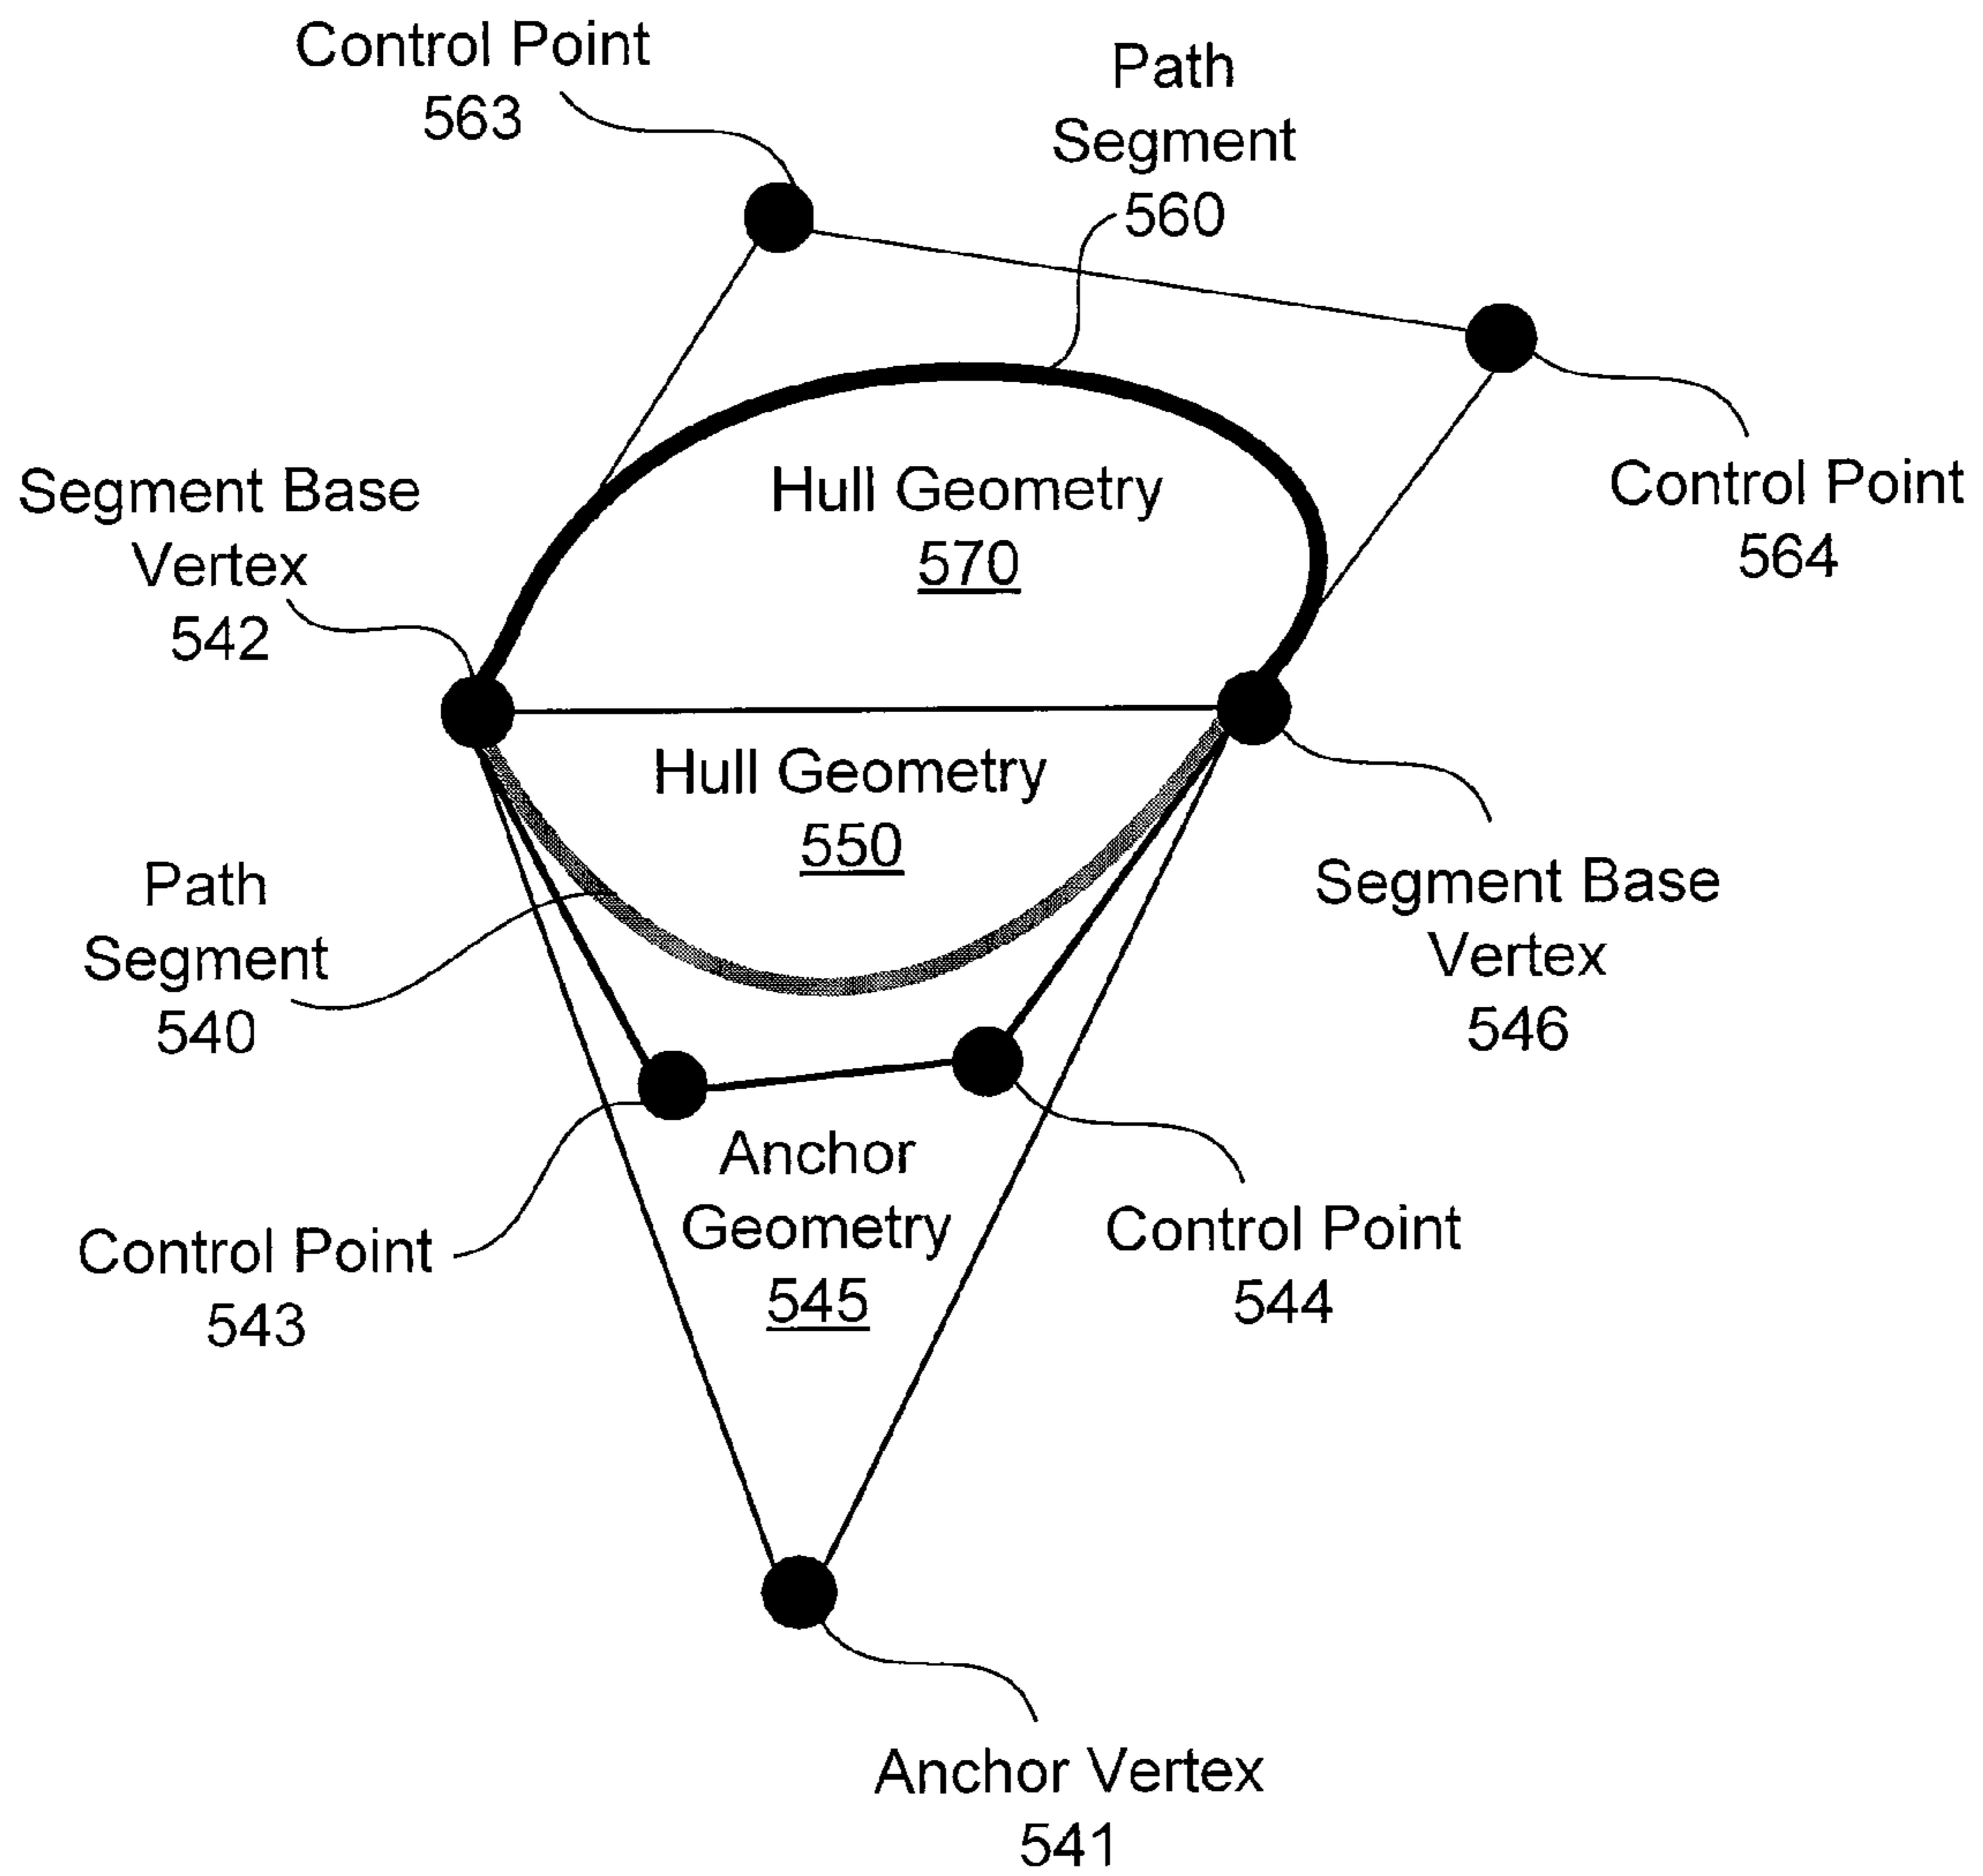 Control Point
563
Path
Segment
560
Hull Geometry
570
Control Point
564
Segment Base
Vertex
542
Hull Geometry
550
Path
Segment
540
Segment Base
Vertex
546
Anchor
Geometry
545
Control Point
543
Control Point
544
Anchor Vertex
541